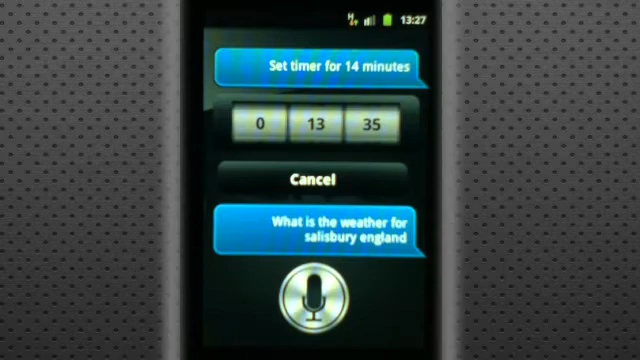 H
13:27
Set timer for 14 minutes
0 13 35
Cancel
What is the weather for
salisbury england